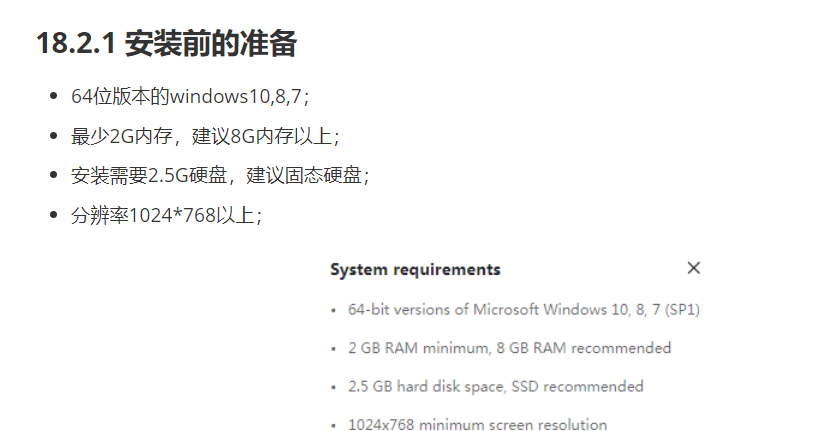 18.2.1 安装前的准备
64位版本的windows10,8,7；
最少2G内存，建议8G内存以上；
安装需要2.5G硬盘，建议固态硬盘；
分辨率1024*768以上；
System requirements
64-bit versions of Microsoft Windows 10, 8, 7 (SP1)
2 GB RAM minimum, 8 GB RAM recommended
2.5 GB hard disk space, SSD recommended
1024x768 minimum screen resolution